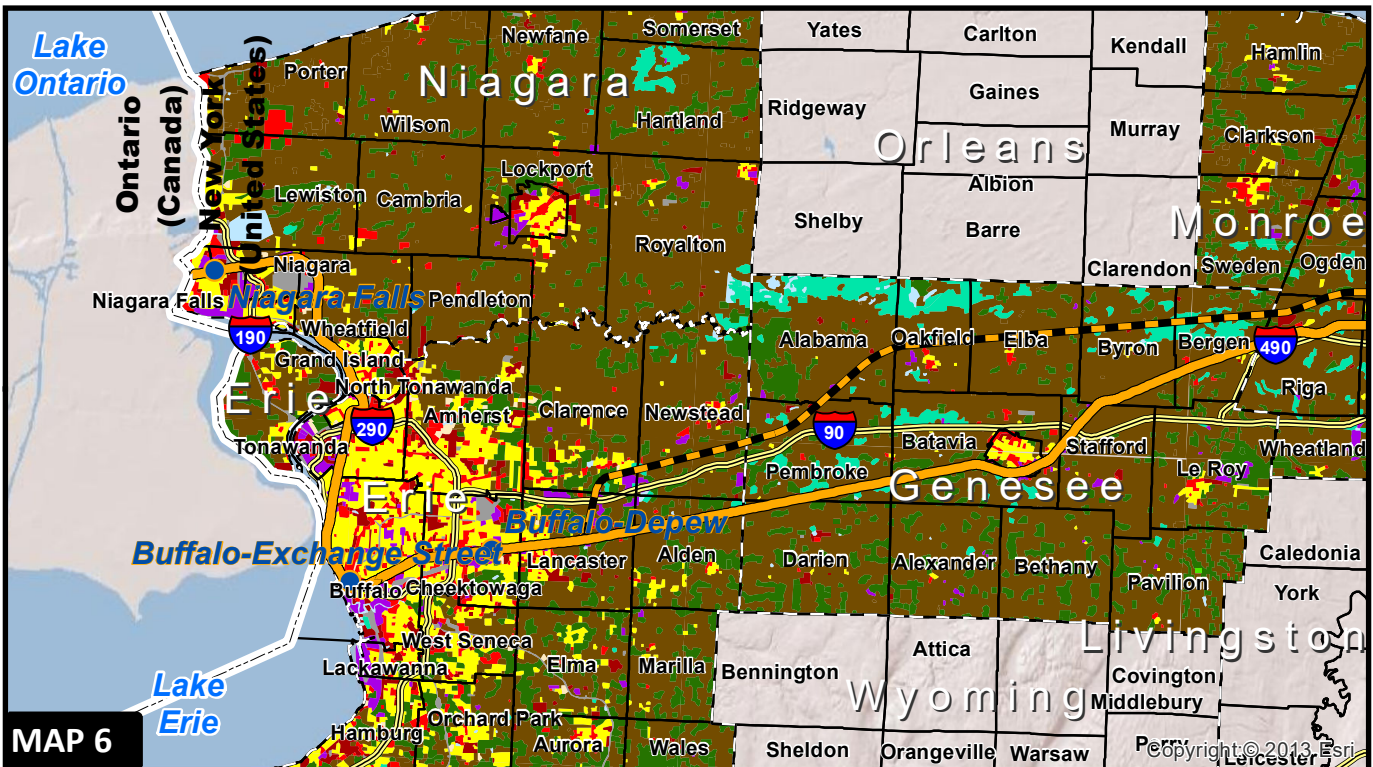 Lake
Ontario
Ontario
(Canada)
New York
(United States)
Porter
Newfane
Somerset
Yates
Carlton
Kendall
Hamlin
Niagara
Wilson
Hartland
Ridgeway
Gaines
Murray
Clarkson
Orleans
Lockport
Lewiston
Cambria
Albion
Shelby
Barre
Monroe
Royalton
Niagara
Clarendon
Sweden
Ogden
Niagara Falls
Niagara Falls
Pendleton
Wheatfield
190
Alabama
Oakfield
Elba
Byron
Bergen
490
Grand Island
North Tonawanda
Riga
Erie
Amherst
Clarence
Newstead
290
90
Tonawanda
Batavia
Stafford
Wheatland
Pembroke
Le Roy
Erie
Genesee
Buffalo-Depew
Buffalo-Exchange Street
Lancaster
Alden
Darien
Alexander
Bethany
Pavilion
Caledonia
York
Buffalo
Cheektowaga
West Seneca
Livingston
Attica
Lackawanna
Elma
Marilla
Bennington
Covington
Wyoming
Middlebury
Lake
Erie
Orchard Park
Hamburg
Aurora
Wales
Sheldon
Orangeville
Warsaw
Perry
Copyright:© 2013 Esri
Leicester
MAP 6